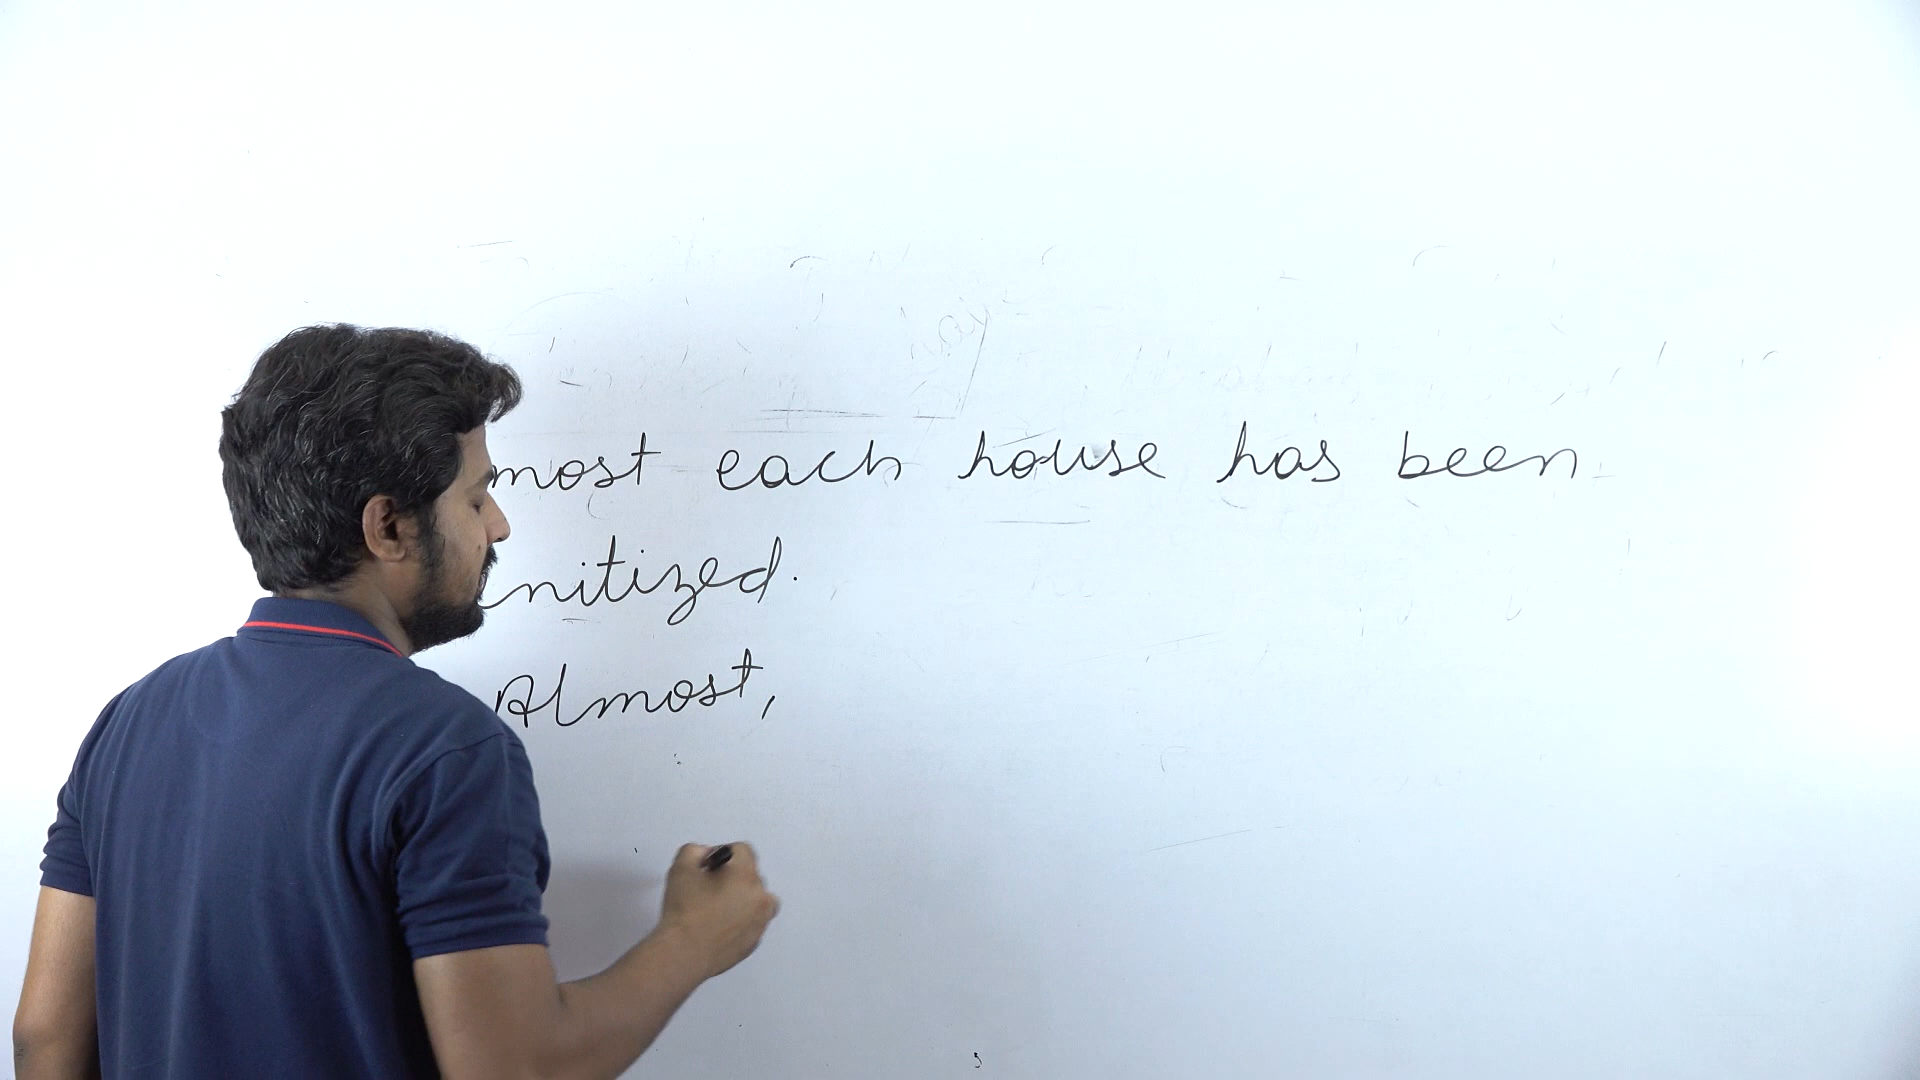 most each house has been
nitized.
Almost,